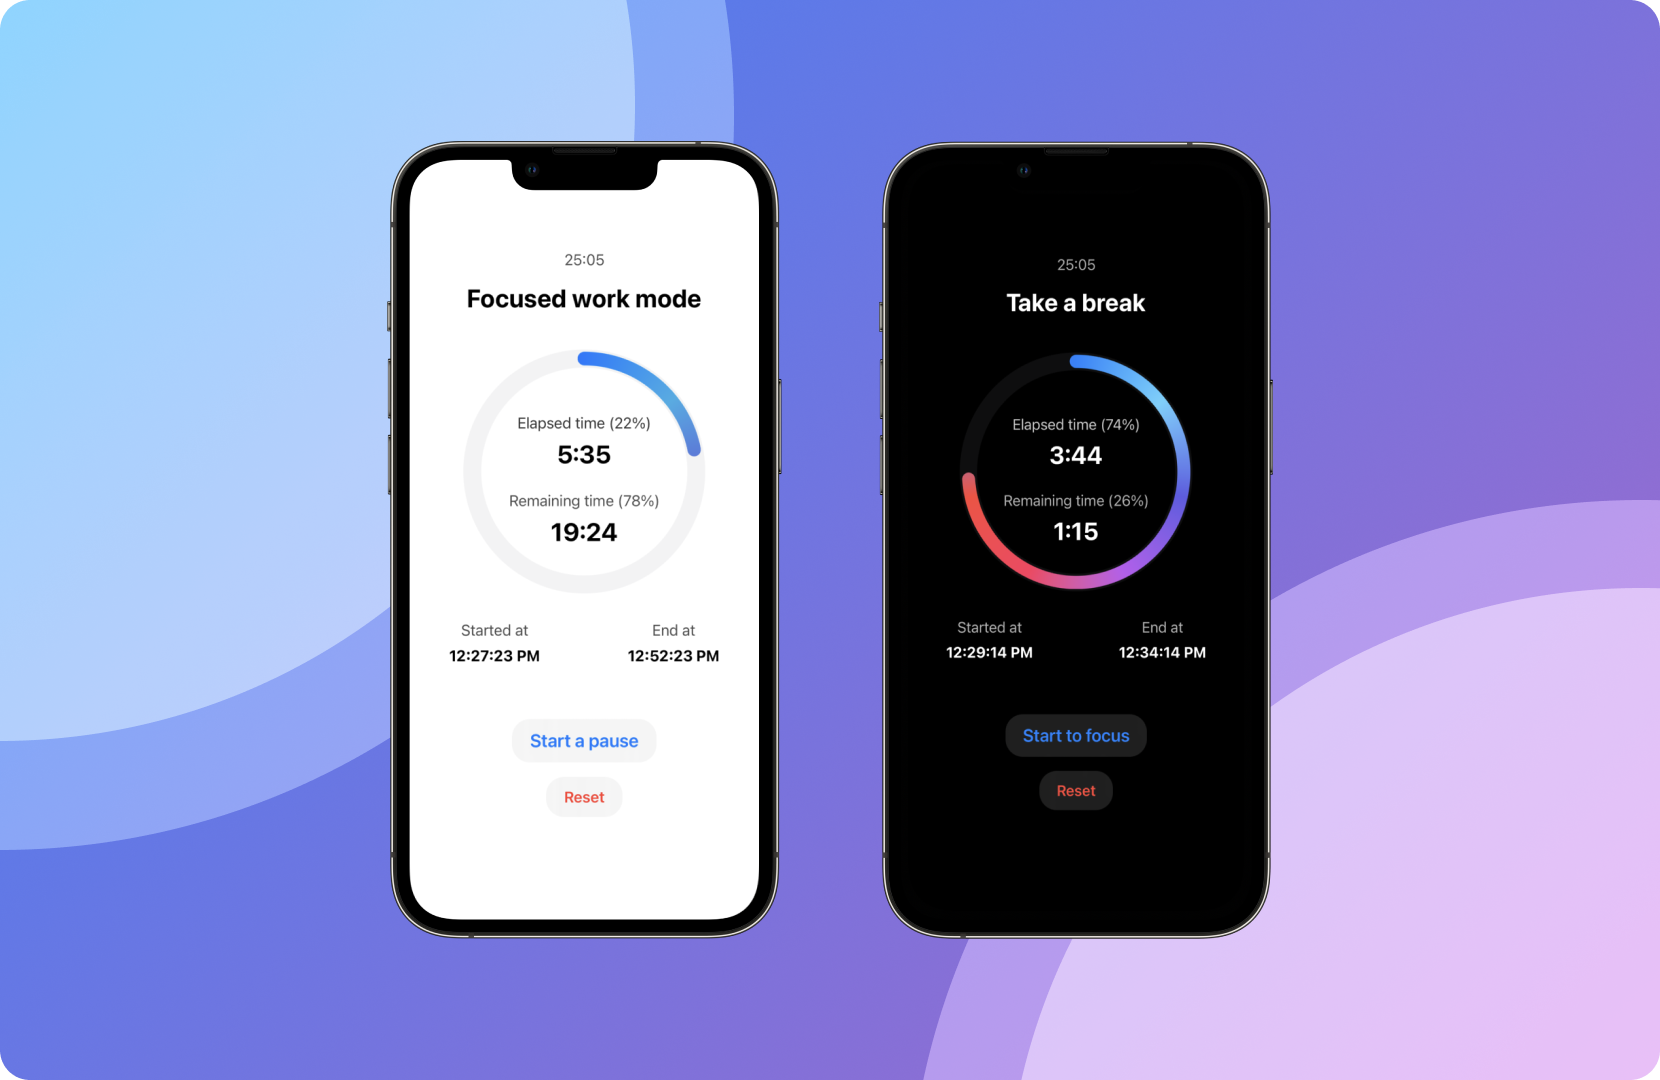 25:05
Focused work mode
Elapsed time (22%)
5:35
Remaining time (78%)
19:24
Started at
12:27:23 PM
End at
12:52:23 PM
Start a pause
Reset
25:05
Take a break
Elapsed time (74%)
3:44
Remaining time (26%)
1:15
Started at
12:29:14 PM
End at
12:34:14 PM
Start to focus
Reset